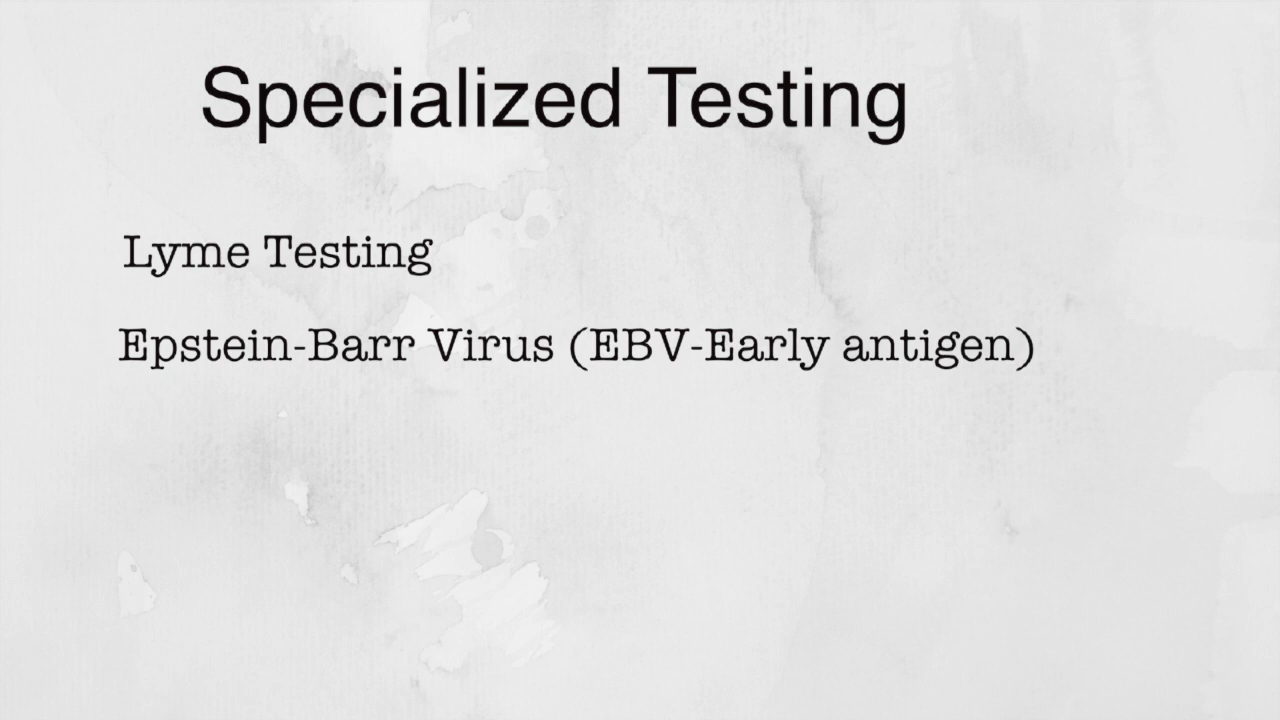 Specialized Testing
Lyme Testing
Epstein-Barr Virus (EBV-Early antigen)